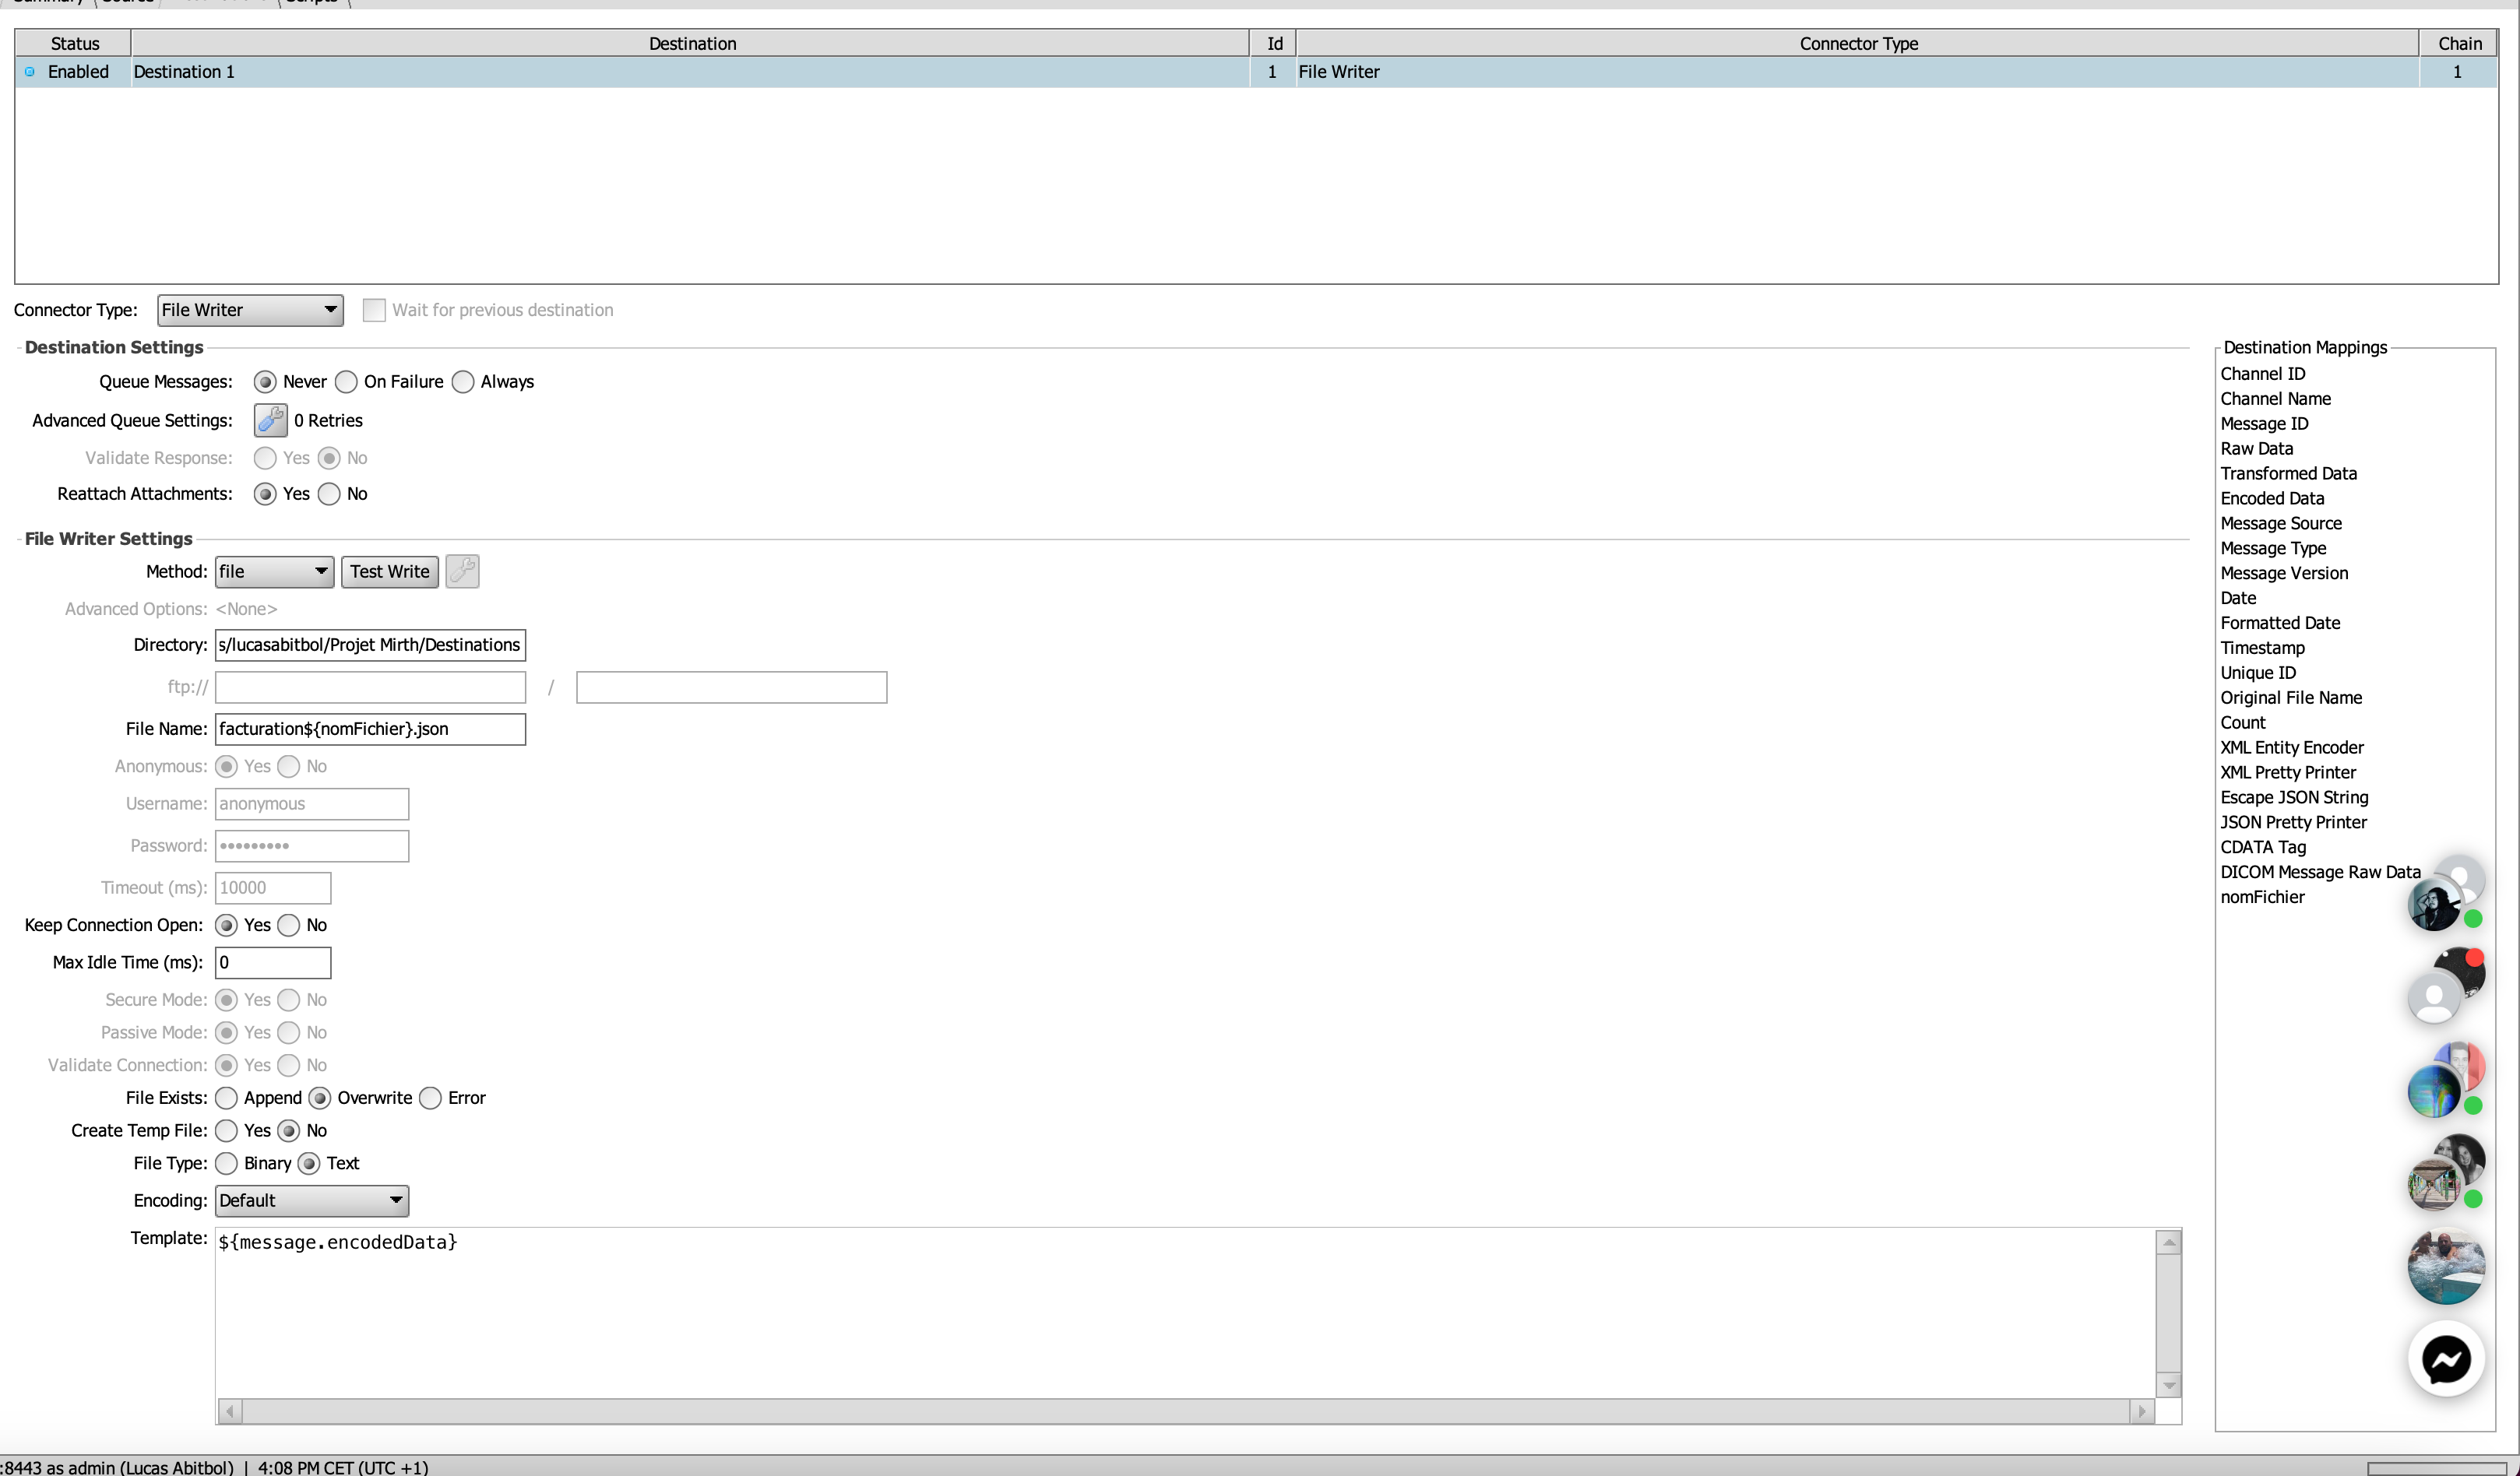 Summary Source Scripts
Status Destination Id Connector Type Chain
Enabled Destination 1 1 File Writer 1
Connector Type: File Writer Wait for previous destination
Destination Settings
Queue Messages: Never On Failure Always
Advanced Queue Settings: 0 Retries
Validate Response: Yes No
Reattach Attachments: Yes No
File Writer Settings
Method: file Test Write
Advanced Options: <None>
Directory: s/lucasabitbol/Projet Mirth/Destinations
ftp:// /
File Name: facturation${nomFichier}.json
Anonymous: Yes No
Username: anonymous
Password: •••••••••
Timeout (ms): 10000
Keep Connection Open: Yes No
Max Idle Time (ms): 0
Secure Mode: Yes No
Passive Mode: Yes No
Validate Connection: Yes No
File Exists: Append Overwrite Error
Create Temp File: Yes No
File Type: Binary Text
Encoding: Default
Template: ${message.encodedData}
Destination Mappings
Channel ID
Channel Name
Message ID
Raw Data
Transformed Data
Encoded Data
Message Source
Message Type
Message Version
Date
Formatted Date
Timestamp
Unique ID
Original File Name
Count
XML Entity Encoder
XML Pretty Printer
Escape JSON String
JSON Pretty Printer
CDATA Tag
DICOM Message Raw Data
nomFichier
:8443 as admin (Lucas Abitbol) | 4:08 PM CET (UTC +1)